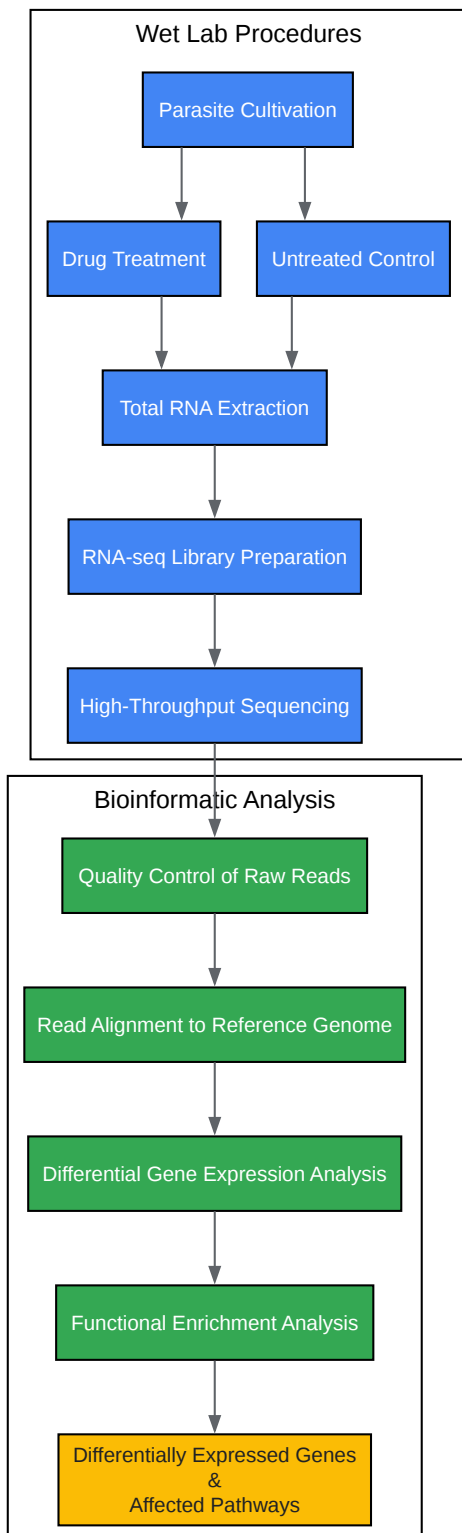 Wet Lab Procedures
Parasite Cultivation
Drug Treatment
Untreated Control
Total RNA Extraction
RNA-seq Library Preparation
High-Throughput Sequencing
Bioinformatic Analysis
Quality Control of Raw Reads
Read Alignment to Reference Genome
Differential Gene Expression Analysis
Functional Enrichment Analysis
Differentially Expressed Genes
&
Affected Pathways